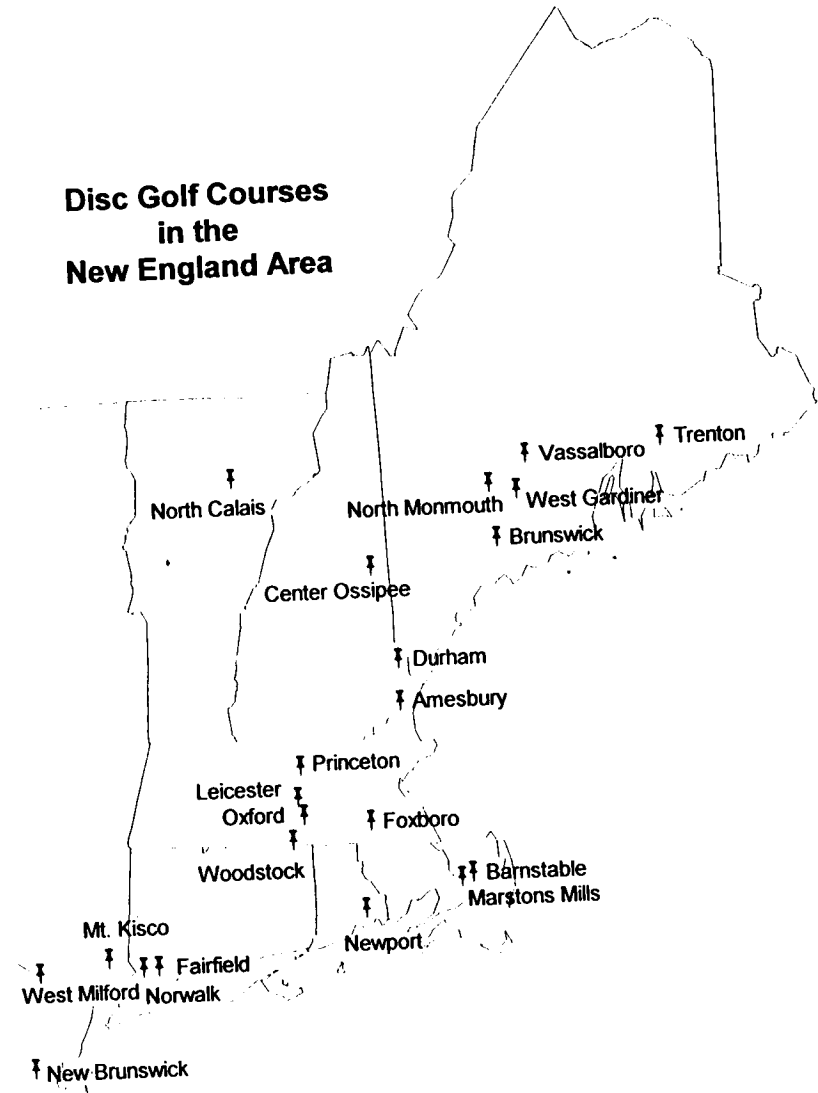 Disc Golf Courses
in the
New England Area
Trenton
Vassalboro
North Calais
North Monmouth
West Gardiner
Brunswick
Center Ossipee
Durham
Amesbury
Princeton
Leicester
Oxford
Foxboro
Woodstock
Barnstable
Marstons Mills
Mt. Kisco
Newport
Fairfield
West Milford
Norwalk
New Brunswick